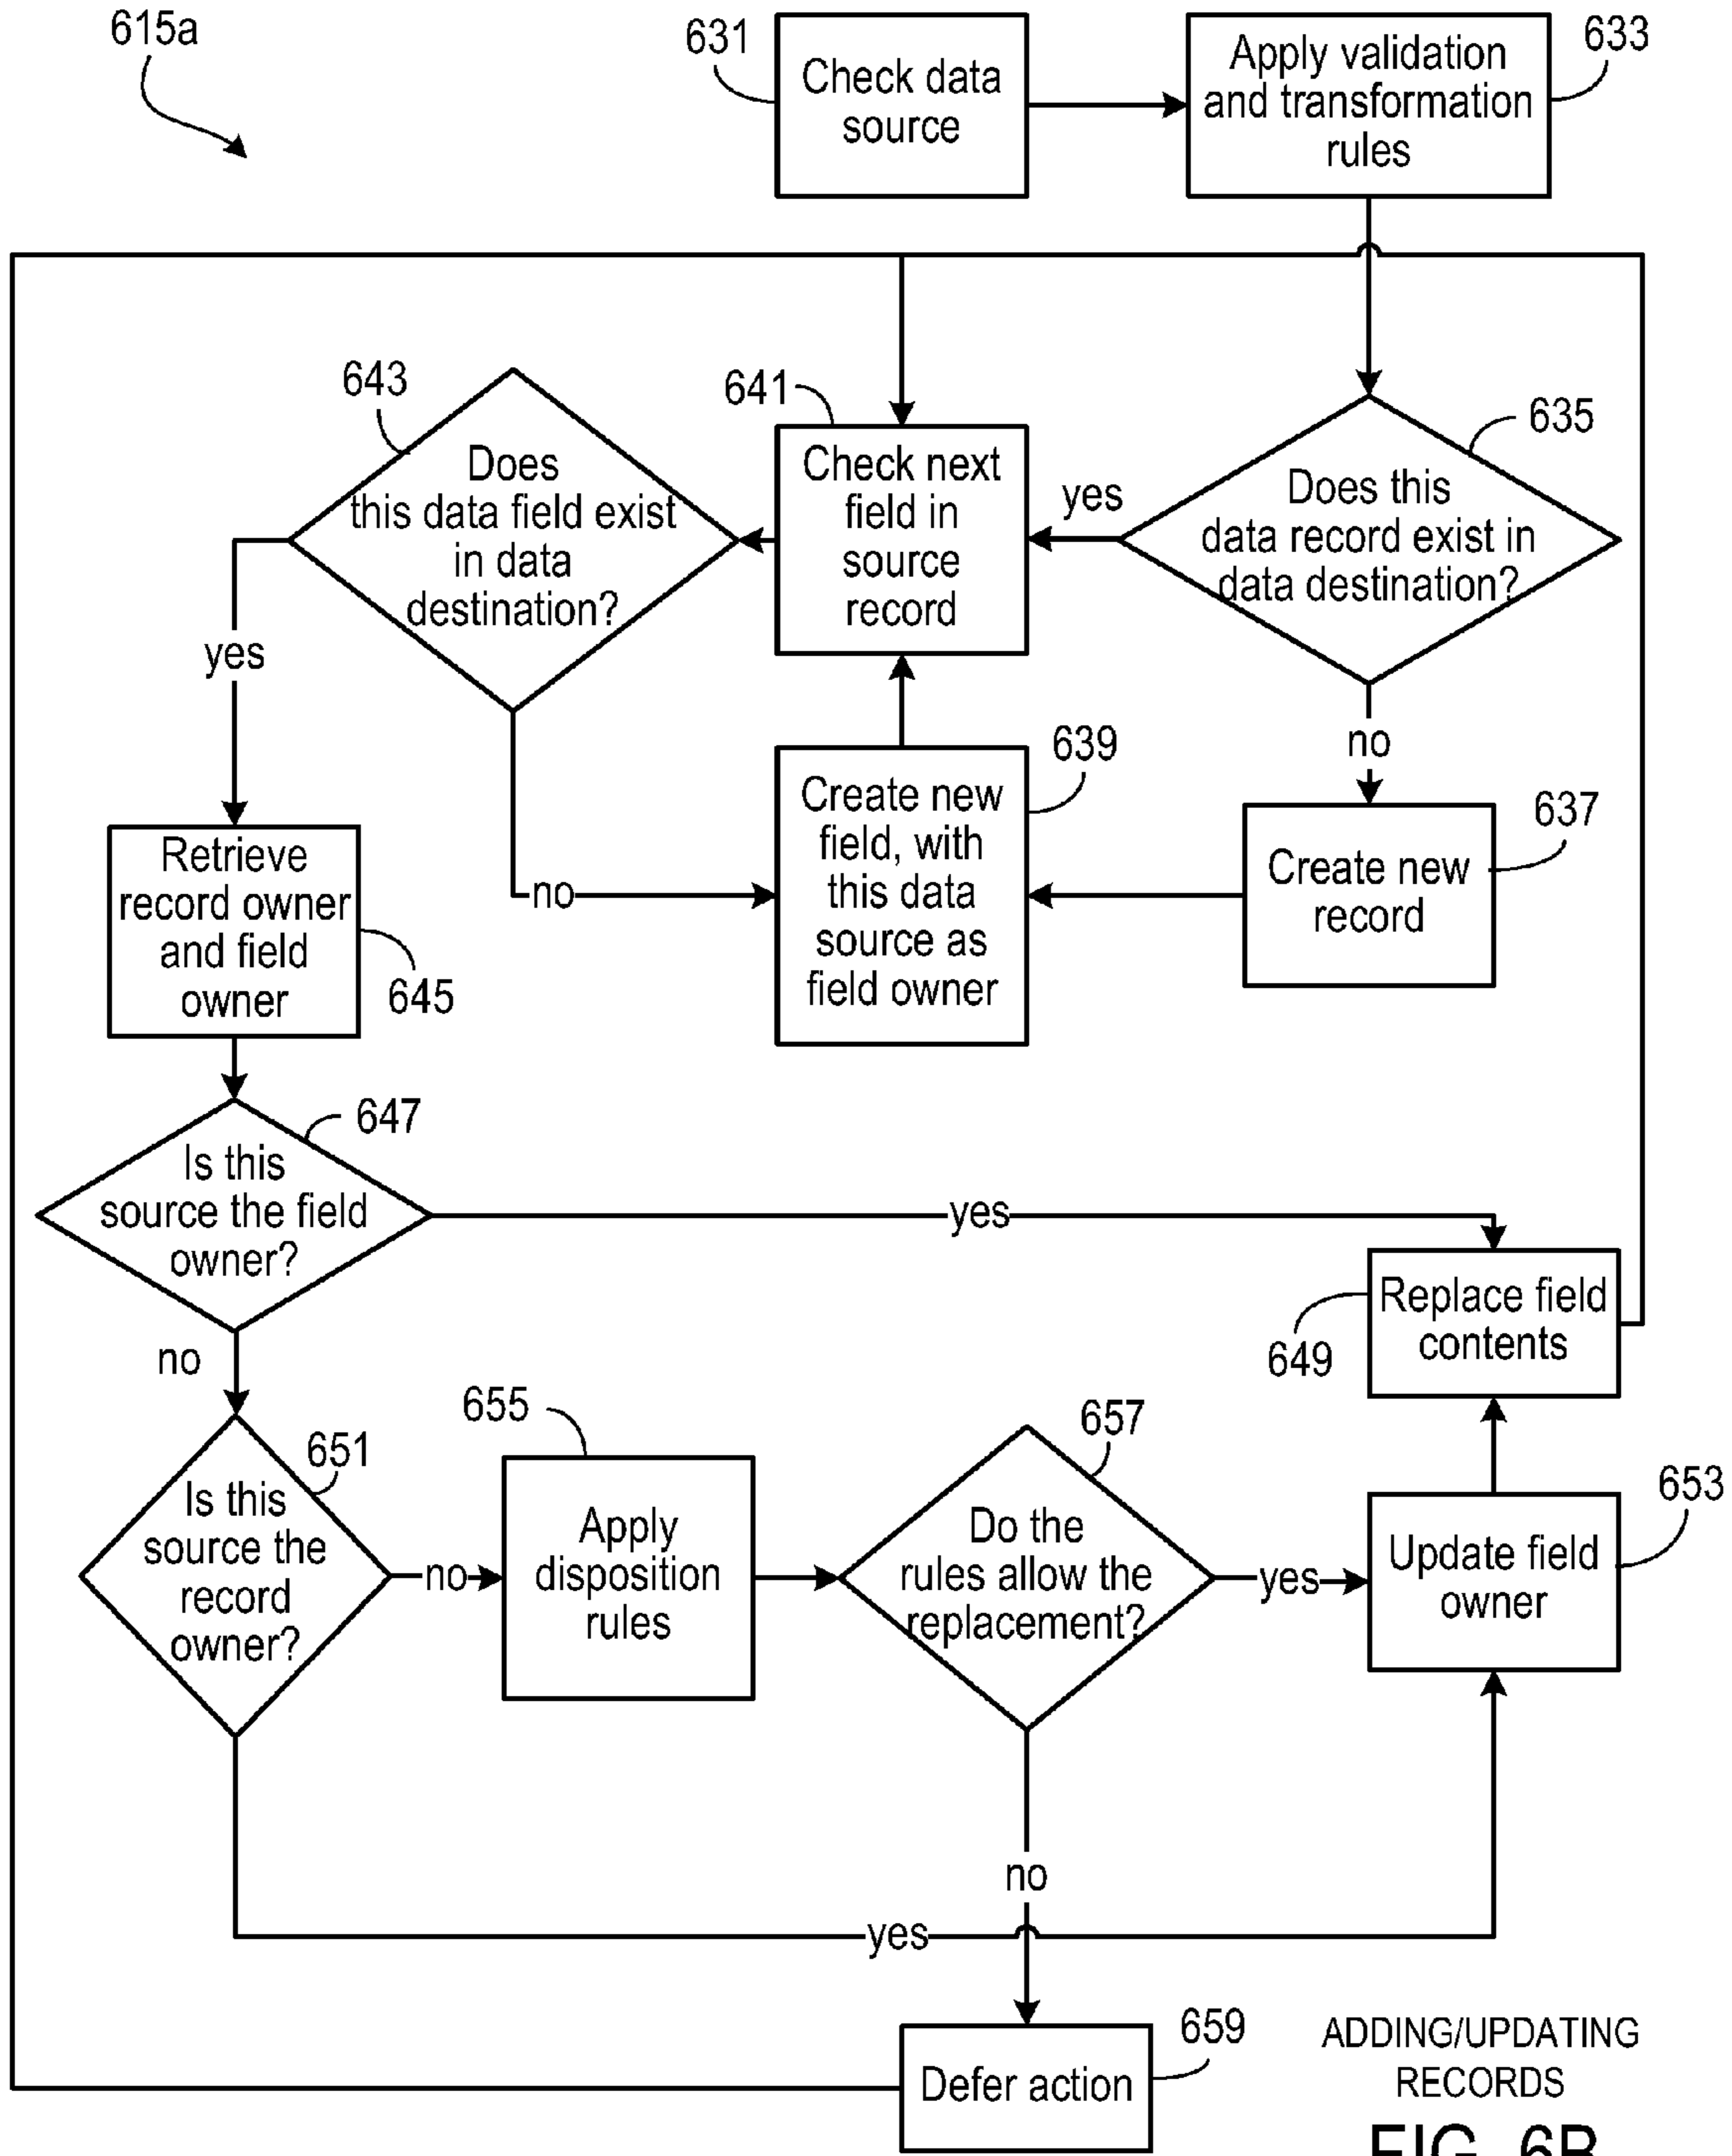 615a
631
Check data
source
633
Apply validation
and transformation
rules
643
Does
this data field exist
in data
destination?
641
Check next
field in
source
record
yes
635
Does this
data record exist in
data destination?
yes
no
639
Create new
field, with
this data
source as
field owner
no
637
Create new
record
Retrieve
record owner
and field
owner
645
647
Is this
source the field
owner?
yes
no
649
Replace field
contents
651
Is this
source the
record
owner?
no
655
Apply
disposition
rules
657
Do the
rules allow the
replacement?
yes
653
Update field
owner
no
yes
659
Defer action
ADDING/UPDATING
RECORDS
FIG. 6B